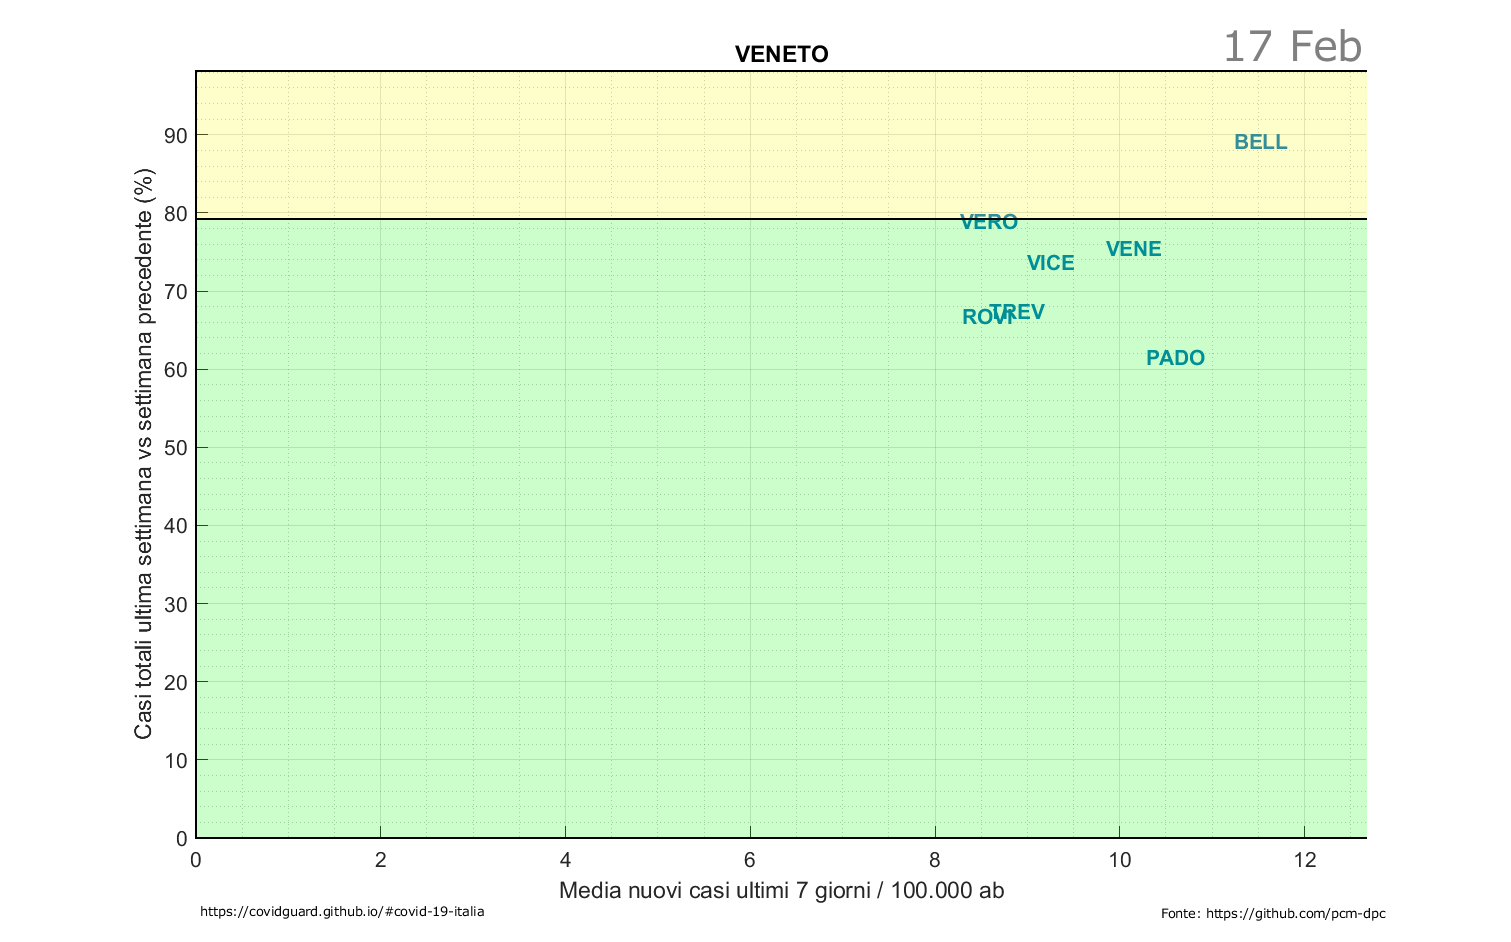 17 Feb
VENETO
Casi totali ultima settimana vs settimana precedente (%)
90
80
70
60
50
40
30
20
10
0
BELL
VERO
VENE
VICE
TREV
ROVI
PADO
0 2 4 6 8 10 12
Media nuovi casi ultimi 7 giorni / 100.000 ab
https://covidguard.github.io/#covid-19-italia
Fonte: https://github.com/pcm-dpc